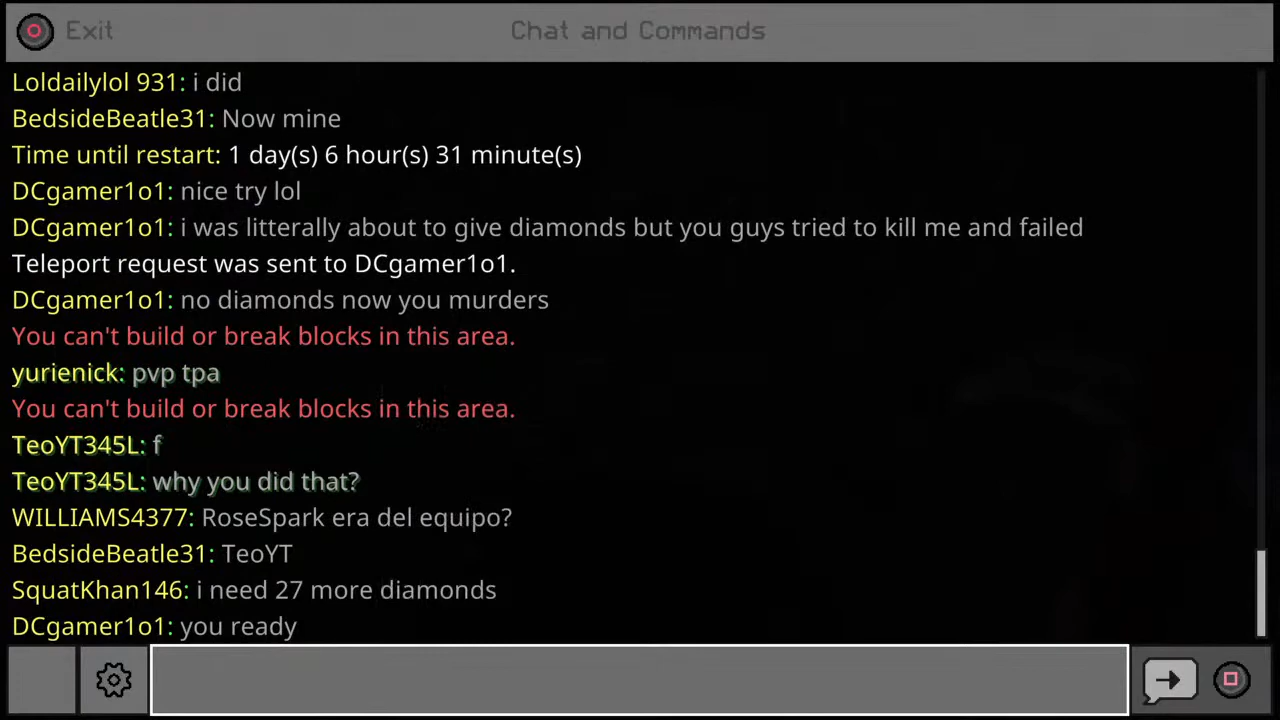 Exit
Chat and Commands
Loldailylol 931: i did
BedsideBeatle31: Now mine
Time until restart: 1 day(s) 6 hour(s) 31 minute(s)
DCgamer1o1: nice try lol
DCgamer1o1: i was litterally about to give diamonds but you guys tried to kill me and failed
Teleport request was sent to DCgamer1o1.
DCgamer1o1: no diamonds now you murders
You can't build or break blocks in this area.
yurienick: pvp tpa
You can't build or break blocks in this area.
TeoYT345L: f
TeoYT345L: why you did that?
WILLIAMS4377: RoseSpark era del equipo?
BedsideBeatle31: TeoYT
SquatKhan146: i need 27 more diamonds
DCgamer1o1: you ready